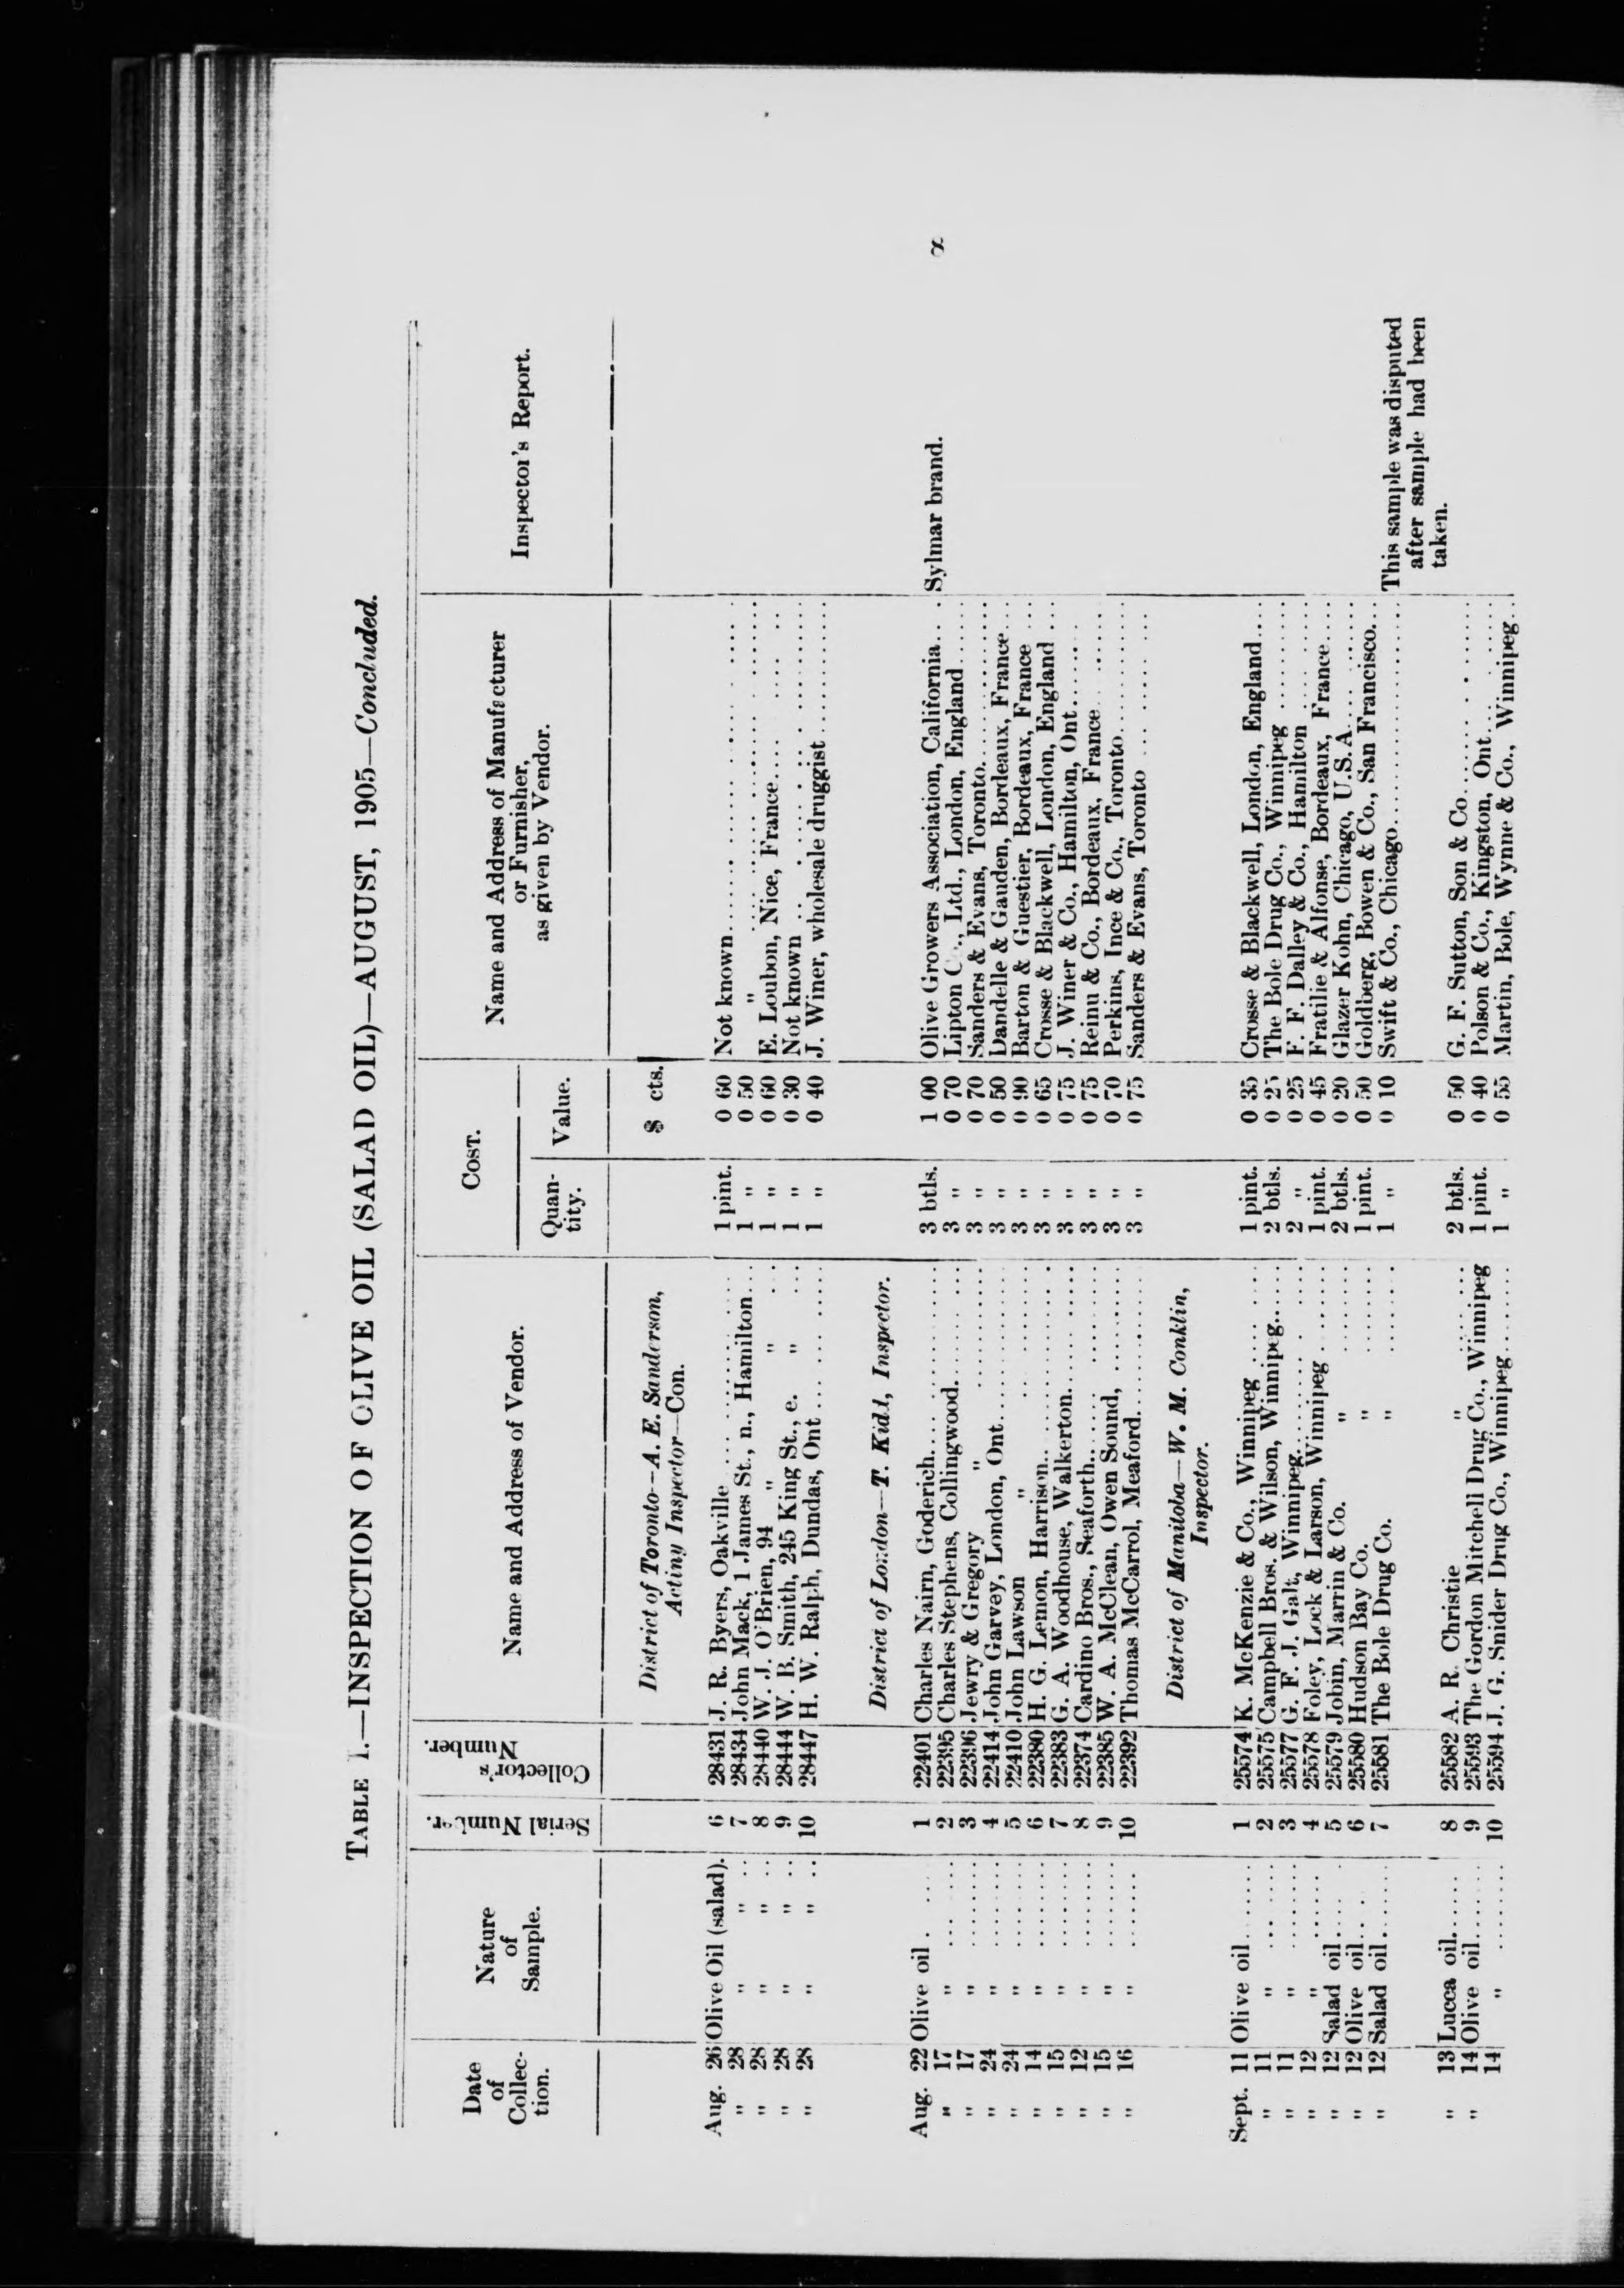 TABLE I.—INSPECTION OF OLIVE OIL (SALAD OIL)—AUGUST, 1905—Concluded.
Date of Collection. | Nature of Sample. | Serial Number. | Collector's Number. | Name and Address of Vendor. | Cost. Quantity. | Value. | Name and Address of Manufacturer or Furnisher, as given by Vendor. | Inspector's Report.
$ cts.
District of Toronto—A. E. Sanderson,
Acting Inspector—Con.
Aug. 26 Olive Oil (salad). 6 28431 J. R. Byers, Oakville 1 pint. 0 60 Not known
" 28 " " 7 28434 John Mack, 1 James St., n., Hamilton 1 " 0 50 "
" 28 " " 8 28440 W. J. O'Brien, 94 " " 1 " 0 60 E. Loubon, Nice, France
" 28 " " 9 28444 W. B. Smith, 245 King St., e. " 1 " 0 30 Not known
" 28 " " 10 28447 H. W. Ralph, Dundas, Ont 1 " 0 40 J. Winer, wholesale druggist
District of London—T. Kidd, Inspector.
Aug. 22 Olive oil 1 22401 Charles Nairn, Goderich 3 btls. 1 00 Olive Growers Association, California Sylmar brand.
" 17 " 2 22395 Charles Stephens, Collingwood 3 " 0 70 Lipton Co., Ltd., London, England
" 17 " 3 22396 Jewry & Gregory " 3 " 0 70 Sanders & Evans, Toronto
" 24 " 4 22414 John Garvey, London, Ont 3 " 0 50 Dandelle & Gauden, Bordeaux, France
" 24 " 5 22410 John Lawson " 3 " 0 90 Barton & Guestier, Bordeaux, France
" 14 " 6 22380 H. G. Lemon, Harrison 3 " 0 65 Crosse & Blackwell, London, England
" 15 " 7 22383 G. A. Woodhouse, Walkerton 3 " 0 75 J. Winer & Co., Hamilton, Ont
" 12 " 8 22374 Cardino Bros., Seaforth 3 " 0 75 Reinu & Co., Bordeaux, France
" 15 " 9 22385 W. A. McClean, Owen Sound, 3 " 0 70 Perkins, Ince & Co., Toronto
" 16 " 10 22392 Thomas McCarrol, Meaford 3 " 0 75 Sanders & Evans, Toronto
District of Manitoba—W. M. Conklin,
Inspector.
Sept. 11 Olive oil 1 25574 K. McKenzie & Co., Winnipeg 1 pint. 0 35 Crosse & Blackwell, London, England
" 11 " 2 25575 Campbell Bros. & Wilson, Winnipeg 2 btls. 0 25 The Bole Drug Co., Winnipeg
" 11 " 3 25577 G. F. J. Galt, Winnipeg 2 " 0 25 F. F. Dalley & Co., Hamilton
" 12 " 4 25578 Foley, Lock & Larson, Winnipeg 1 pint. 0 45 Fratilie & Alfonse, Bordeaux, France
" 12 Salad oil 5 25579 Jobin, Marin & Co. " 2 btls. 0 20 Glazer Kohn, Chicago, U.S.A.
" 12 Olive oil 6 25580 Hudson Bay Co. " 1 pint. 0 50 Goldberg, Bowen & Co., San Francisco
" 12 Salad oil 7 25581 The Bole Drug Co. " 1 " 0 10 Swift & Co., Chicago This sample was disputed
after sample had been
taken.
" 13 Lucca oil 8 25582 A. R. Christie " 2 btls. 0 50 G. F. Sutton, Son & Co
" 14 Olive oil 9 25593 The Gordon Mitchell Drug Co., Winnipeg 1 pint. 0 40 Polson & Co., Kingston, Ont
14 " 10 25594 J. G. Snider Drug Co., Winnipeg 1 " 0 55 Martin, Bole, Wynne & Co., Winnipeg
8